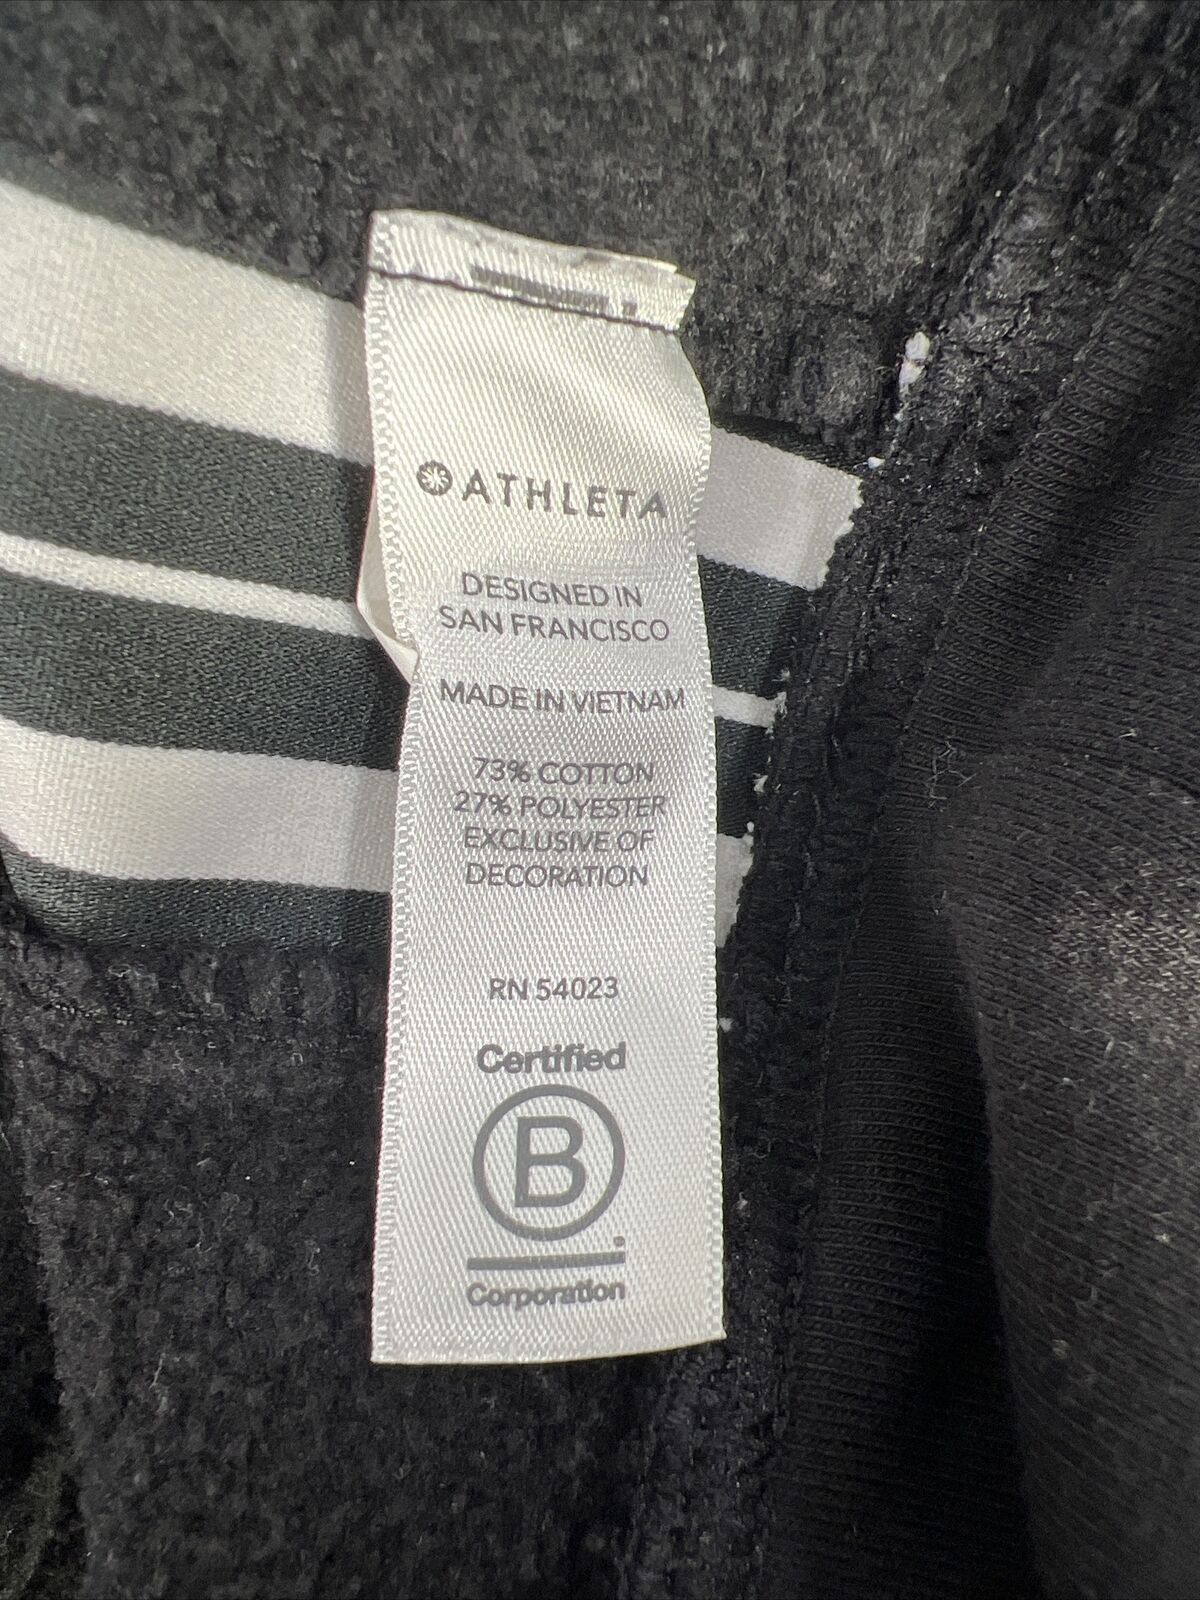 ATHLETA
DESIGNED IN
SAN FRANCISCO
MADE IN VIETNAM
73% COTTON
27% POLYESTER
EXCLUSIVE OF
DECORATION
RN 54023
Certified
B
®
Corporation